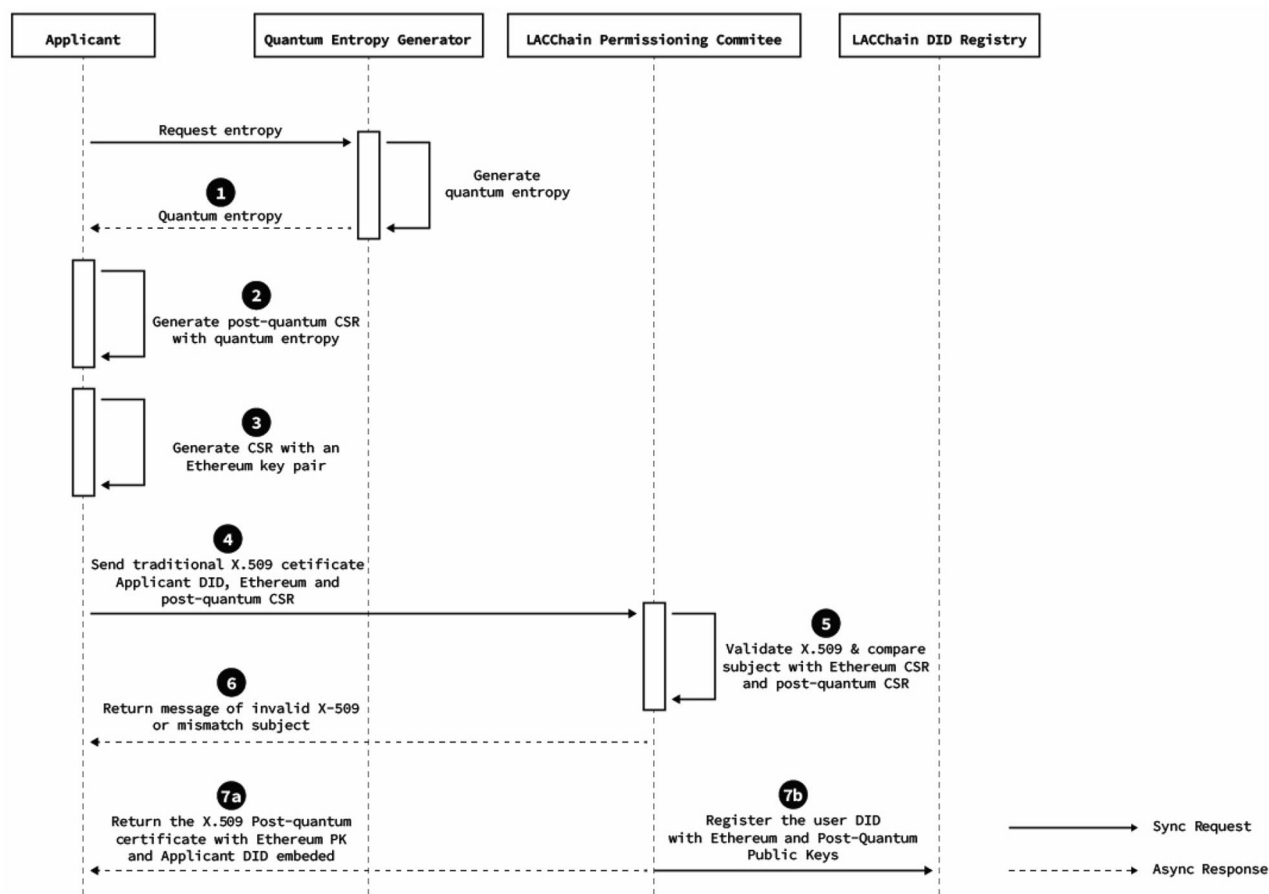 Applicant
Quantum Entropy Generator
LACChain Permissioning Commitee
LACChain DID Registry
Request entropy
Generate
quantum entropy
1
Quantum entropy
2
Generate post-quantum CSR
with quantum entropy
3
Generate CSR with an
Ethereum key pair
4
Send traditional X.509 cetificate
Applicant DID, Ethereum and
post-quantum CSR
5
Validate X.509 & compare
subject with Ethereum CSR
and post-quantum CSR
6
Return message of invalid X-509
or mismatch subject
7a
Return the X.509 Post-quantum
certificate with Ethereum PK
and Applicant DID embeded
7b
Register the user DID
with Ethereum and Post-Quantum
Public Keys
Sync Request
Async Response